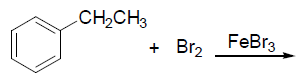 CH₂CH₃
+ Br₂ FeBr₃